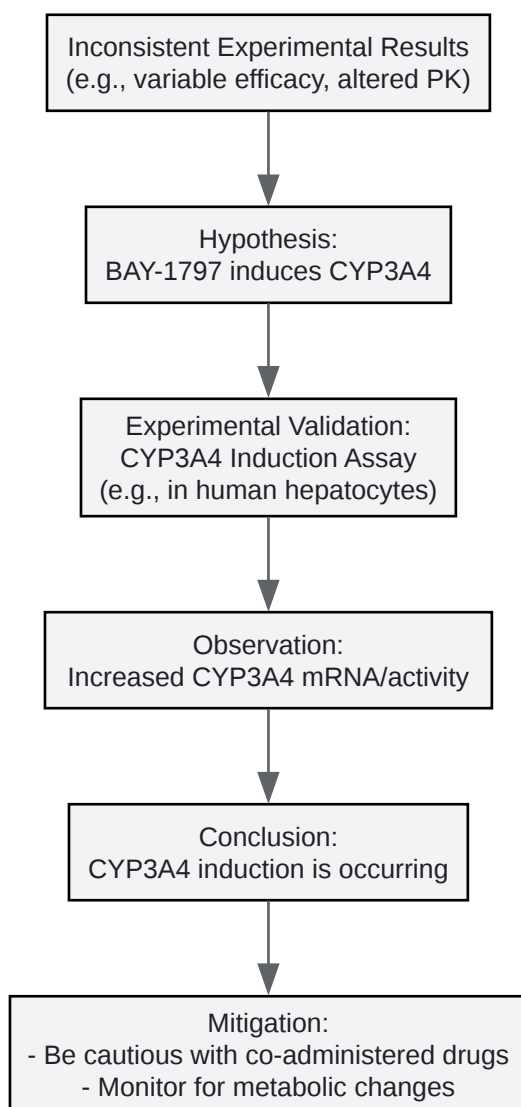 Inconsistent Experimental Results
(e.g., variable efficacy, altered PK)
Hypothesis:
BAY-1797 induces CYP3A4
Experimental Validation:
CYP3A4 Induction Assay
(e.g., in human hepatocytes)
Observation:
Increased CYP3A4 mRNA/activity
Conclusion:
CYP3A4 induction is occurring
Mitigation:
- Be cautious with co-administered drugs
- Monitor for metabolic changes